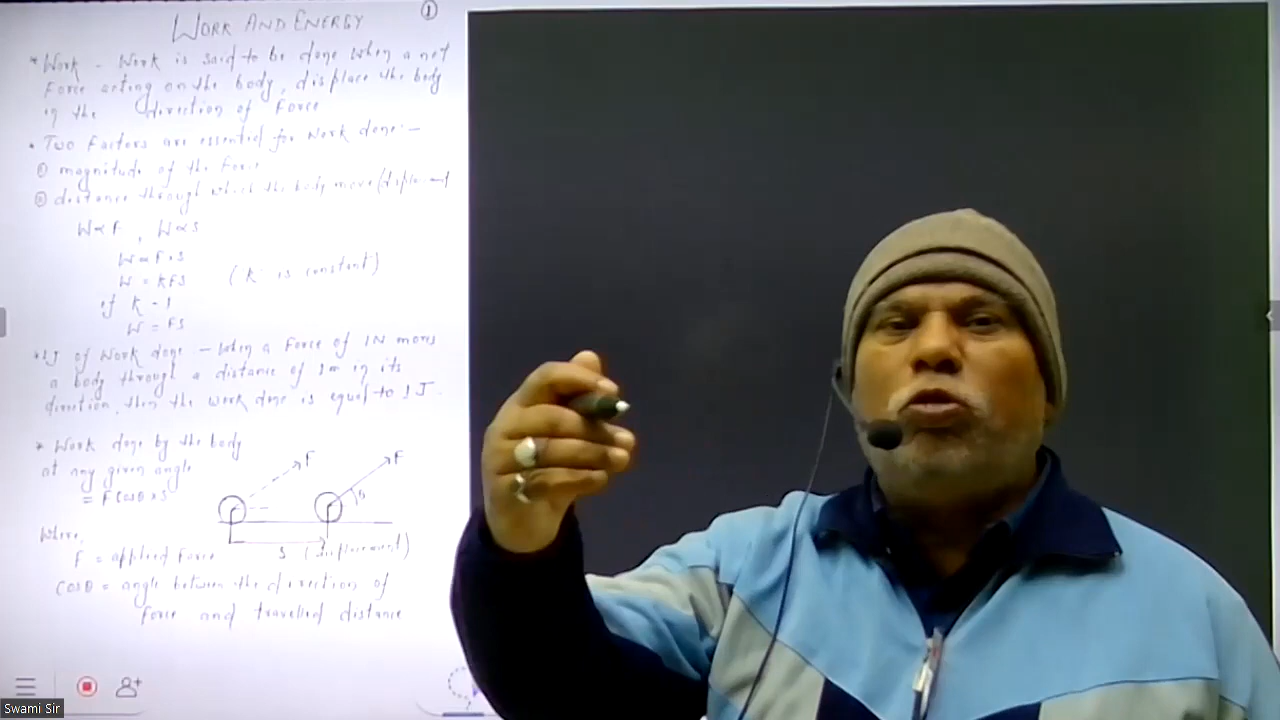 WORK AND ENERGY
①
* Work - Work is said to be done when a net
Force acting on the body, displace the body
in the direction of Force
• Two Factors are essential for Work done:-
① magnitude of the Force
② distance through which the body move/displacement
W∝F , W∝S
W∝F.S
W = KFS (K is constant)
if K = 1
W = FS
* 1J of Work done - When a Force of 1N moves
a body through a distance of 1m in its
direction, then the work done is equal to 1J.
* Work done by the body
at any given angle
= F Cosθ × S
F
F
θ
S (displacement)
Where,
F = applied Force
Cosθ = angle between the direction of
Force and travelled distance
Swami Sir